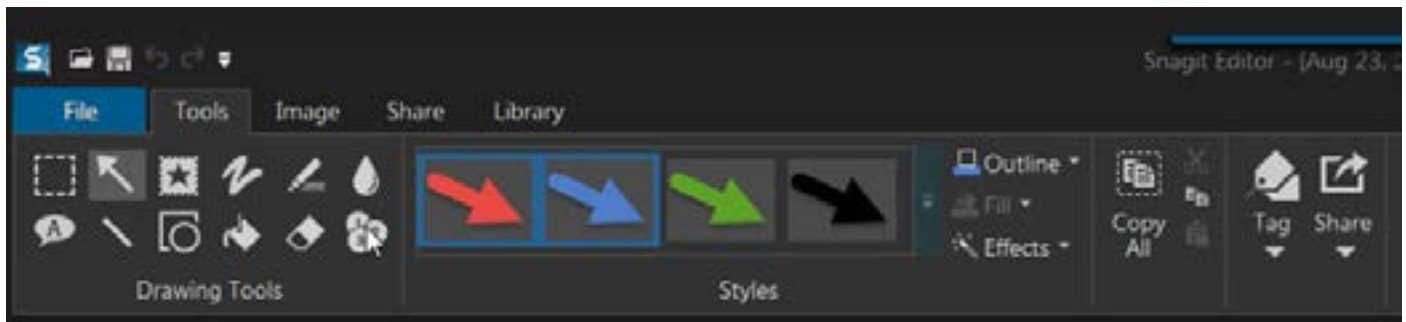 Snagit Editor - [Aug 23, 2
File Tools Image Share Library
Outline
Fill
Effects
Copy All
Tag
Share
Drawing Tools
Styles